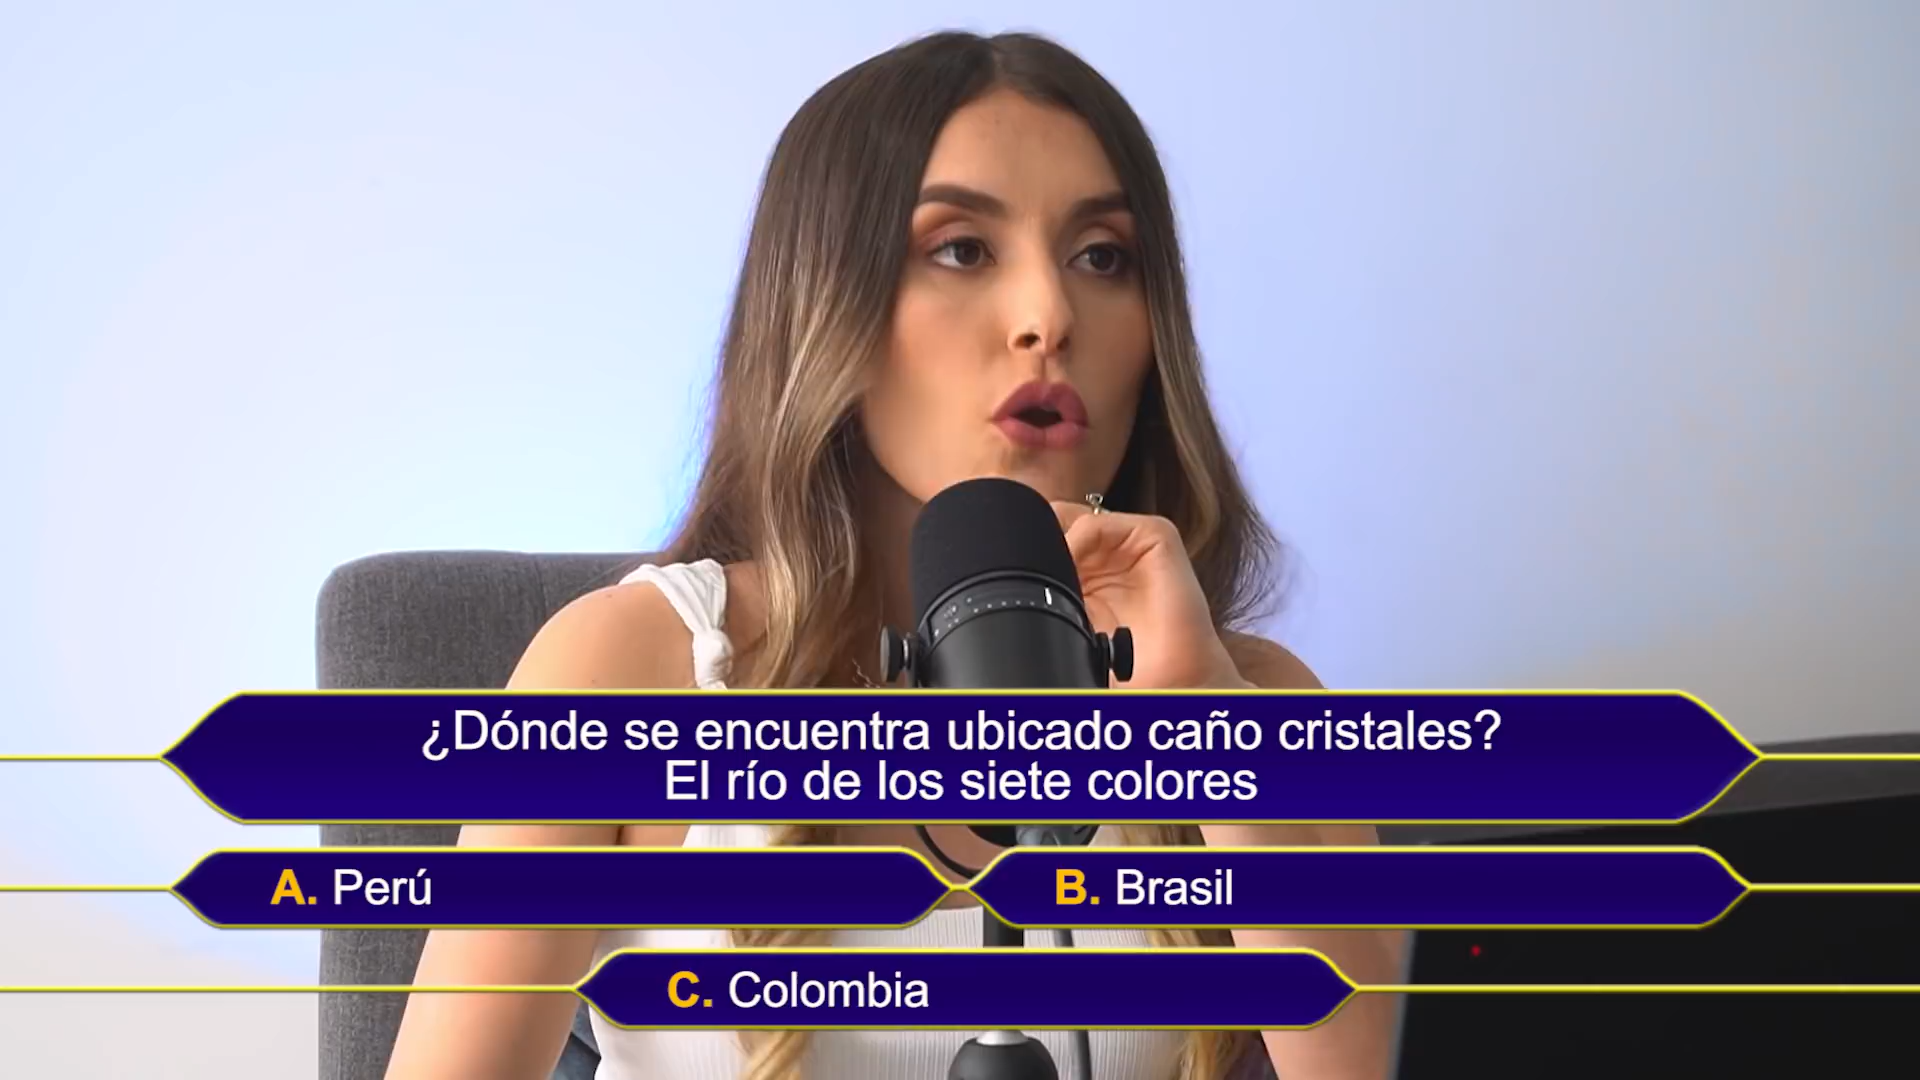 ¿Dónde se encuentra ubicado caño cristales?
El río de los siete colores
A. Perú
B. Brasil
C. Colombia